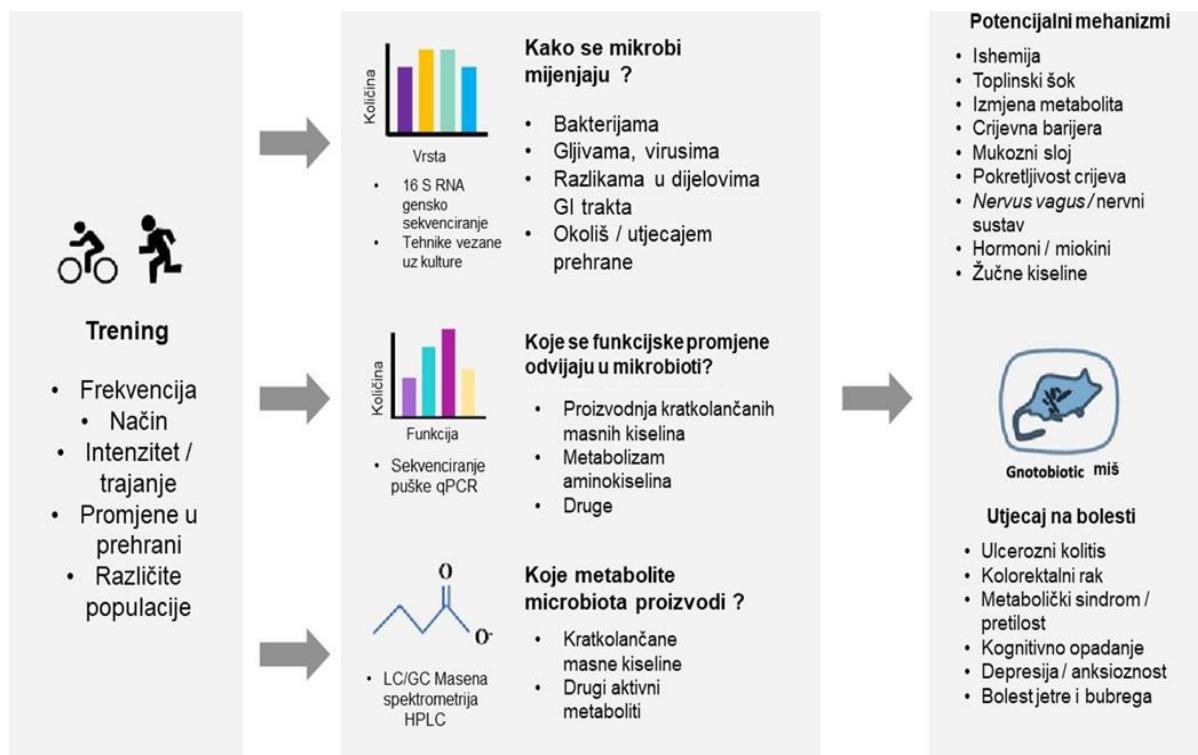 Trening
• Frekvencija
• Način
• Intenzitet /
trajanje
• Promjene u
prehrani
• Različite
populacije
Količina
Vrsta
• 16 S RNA
gensko
sekvenciranje
• Tehnike vezane
uz kulture
Kako se mikrobi
mijenjaju ?
• Bakterijama
• Gljivama, virusima
• Razlikama u dijelovima
GI trakta
• Okoliš / utjecajem
prehrane
Količina
Funkcija
• Sekvenciranje
puške qPCR
Koje se funkcijske promjene
odvijaju u mikrobioti?
• Proizvodnja kratkolančanih
masnih kiselina
• Metabolizam
aminokiselina
• Druge
O
O-
• LC/GC Masena
spektrometrija
HPLC
Koje metabolite
microbiota proizvodi ?
• Kratkolančane
masne kiseline
• Drugi aktivni
metaboliti
Potencijalni mehanizmi
• Ishemija
• Toplinski šok
• Izmjena metabolita
• Crijevna barijera
• Mukozni sloj
• Pokretljivost crijeva
• Nervus vagus / nervni
sustav
• Hormoni / miokini
• Žučne kiseline
Gnotobiotic miš
Utjecaj na bolesti
• Ulcerozni kolitis
• Kolorektalni rak
• Metabolički sindrom /
pretilost
• Kognitivno opadanje
• Depresija / anksioznost
• Bolest jetre i bubrega